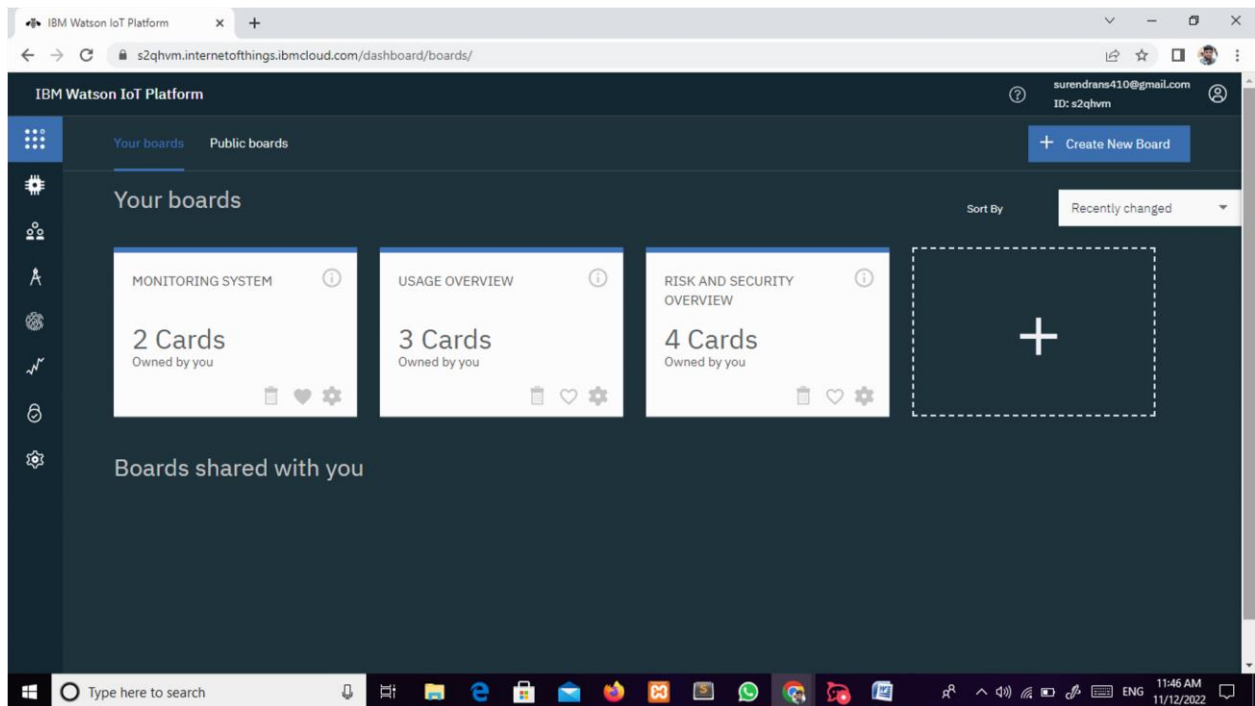 IBM Watson IoT Platform
s2qhvm.internetofthings.ibmcloud.com/dashboard/boards/
IBM Watson IoT Platform
surendrans410@gmail.com
ID: s2qhvm
Your boards
Public boards
Create New Board
Your boards
Sort By
Recently changed
MONITORING SYSTEM
2 Cards
Owned by you
USAGE OVERVIEW
3 Cards
Owned by you
RISK AND SECURITY
OVERVIEW
4 Cards
Owned by you
Boards shared with you
Type here to search
ENG
11:46 AM
11/12/2022